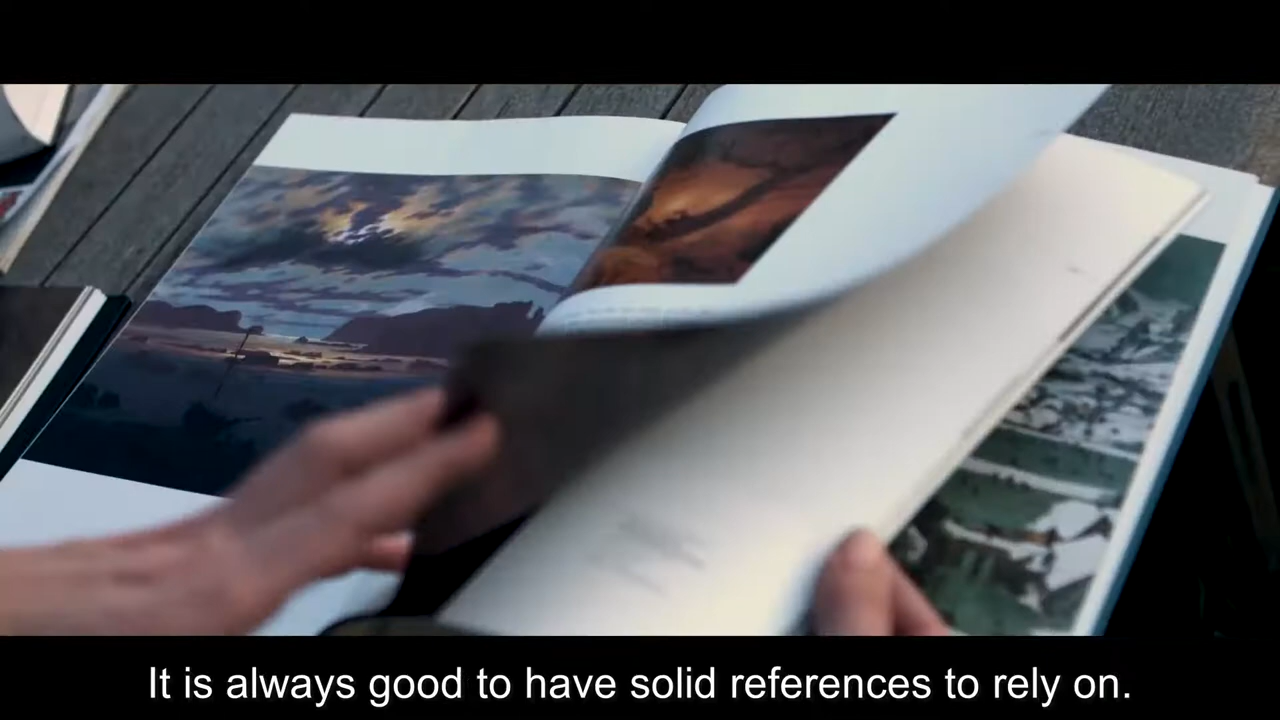 It is always good to have solid references to rely on.